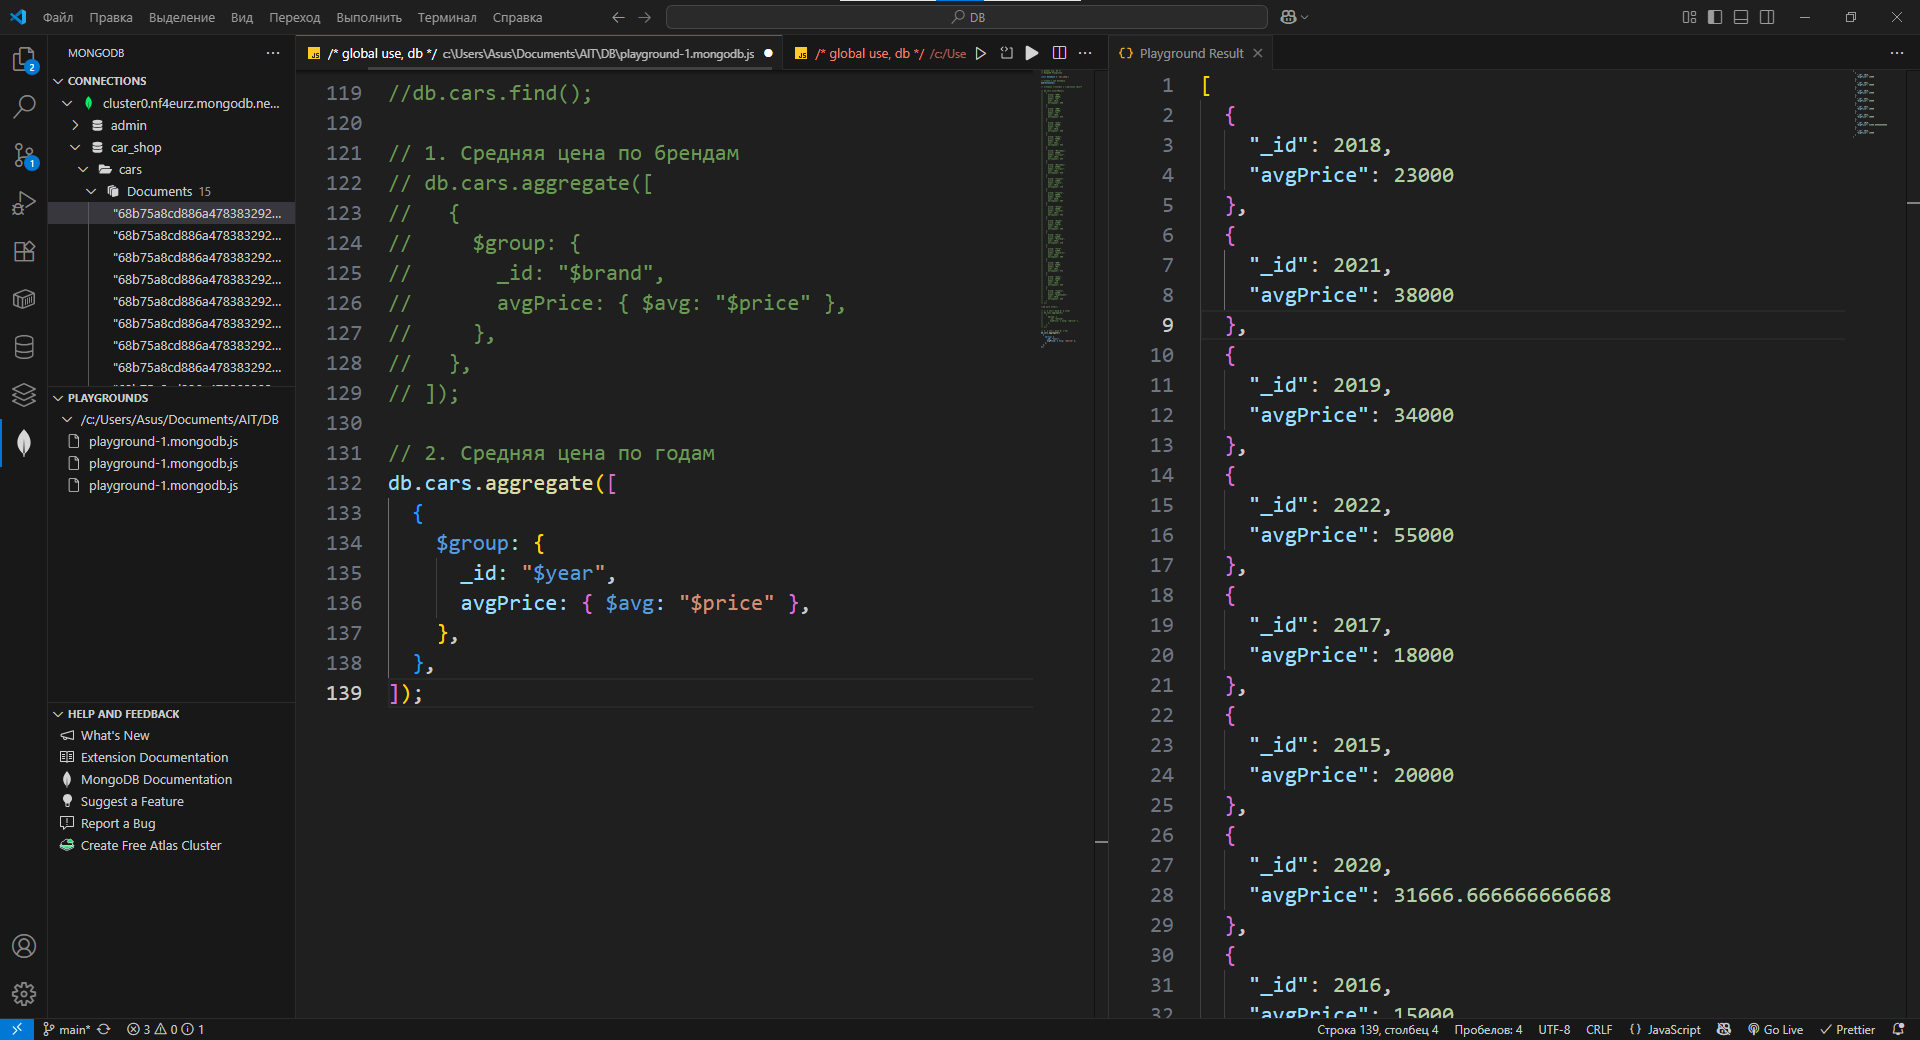 Файл Правка Выделение Вид Переход Выполнить Терминал Справка
DB
MONGODB
CONNECTIONS
cluster0.nf4eurz.mongodb.ne...
admin
car_shop
cars
Documents 15
"68b75a8cd886a478383292...
"68b75a8cd886a478383292...
"68b75a8cd886a478383292...
"68b75a8cd886a478383292...
"68b75a8cd886a478383292...
"68b75a8cd886a478383292...
"68b75a8cd886a478383292...
"68b75a8cd886a478383292...
PLAYGROUNDS
/c:/Users/Asus/Documents/AIT/DB
playground-1.mongodb.js
playground-1.mongodb.js
playground-1.mongodb.js
HELP AND FEEDBACK
What's New
Extension Documentation
MongoDB Documentation
Suggest a Feature
Report a Bug
Create Free Atlas Cluster
2
1
/* global use, db */ c:\Users\Asus\Documents\AIT\DB\playground-1.mongodb.js
/* global use, db */ /c:/Use
119 //db.cars.find();
120
121 // 1. Средняя цена по брендам
122 // db.cars.aggregate([
123 //   {
124 //     $group: {
125 //       _id: "$brand",
126 //       avgPrice: { $avg: "$price" },
127 //     },
128 //   },
129 // ]);
130
131 // 2. Средняя цена по годам
132 db.cars.aggregate([
133   {
134     $group: {
135       _id: "$year",
136       avgPrice: { $avg: "$price" },
137     },
138   },
139 ]);
Playground Result
1 [
2   {
3     "_id": 2018,
4     "avgPrice": 23000
5   },
6   {
7     "_id": 2021,
8     "avgPrice": 38000
9   },
10   {
11     "_id": 2019,
12     "avgPrice": 34000
13   },
14   {
15     "_id": 2022,
16     "avgPrice": 55000
17   },
18   {
19     "_id": 2017,
20     "avgPrice": 18000
21   },
22   {
23     "_id": 2015,
24     "avgPrice": 20000
25   },
26   {
27     "_id": 2020,
28     "avgPrice": 31666.666666666668
29   },
30   {
31     "_id": 2016,
32     "avgPrice": 15000
main* 3 0 1
Строка 139, столбец 4 Пробелов: 4 UTF-8 CRLF {} JavaScript Go Live Prettier